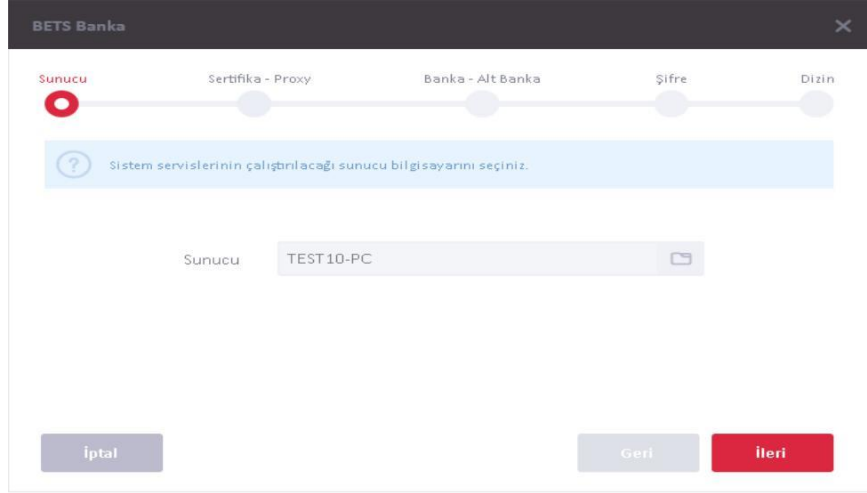 BETS Banka
Sunucu Sertifika - Proxy Banka - Alt Banka Şifre Dizin
? Sistem servislerinin çalıştırılacağı sunucu bilgisayarını seçiniz.
Sunucu TEST10-PC
İptal Geri İleri